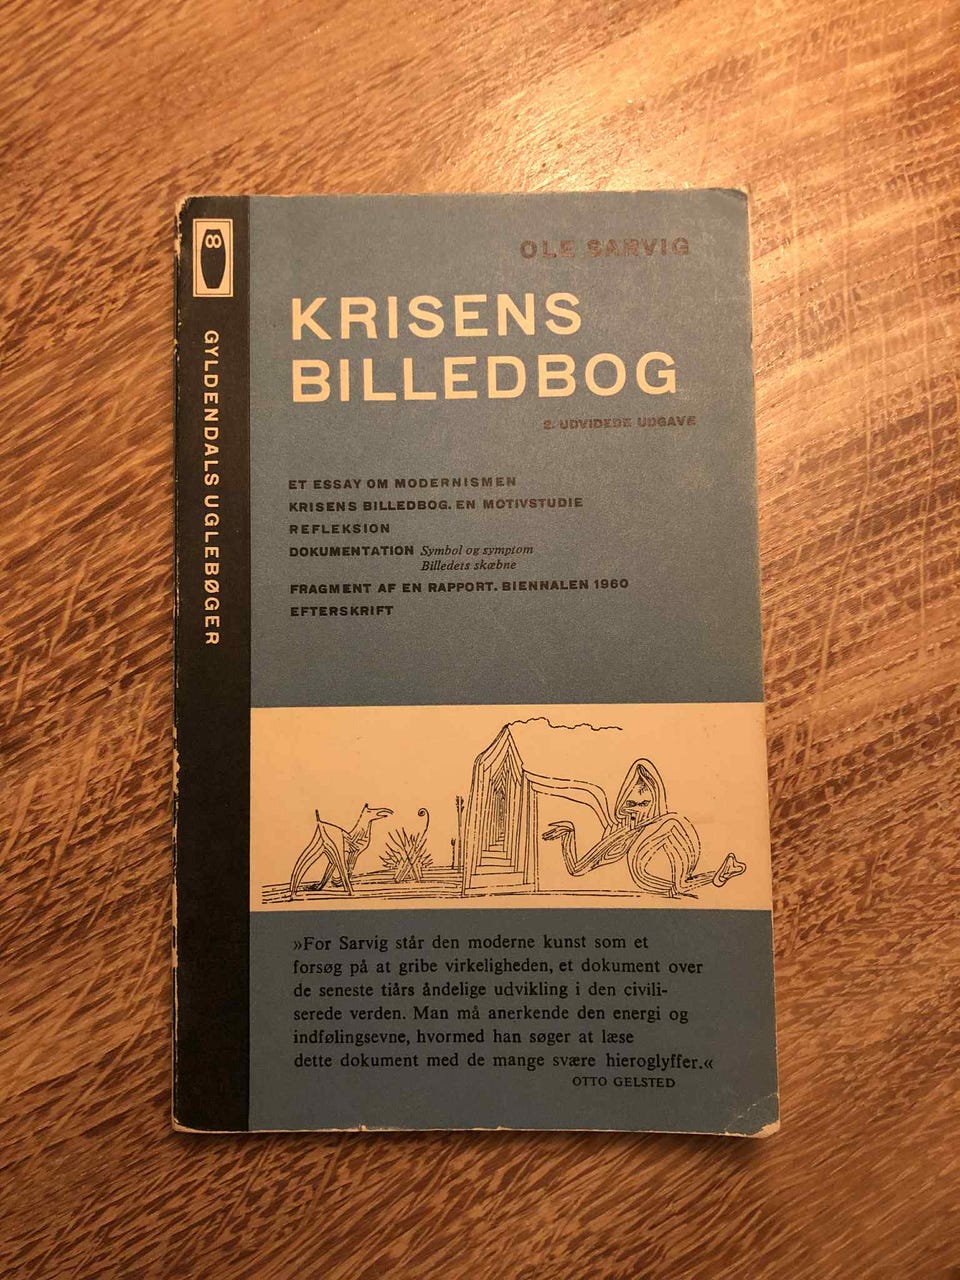 GYLDENDALS UGLEBØGER
OLE SARVIG
KRISENS
BILLEDBOG
2. UDVIDEDE UDGAVE
ET ESSAY OM MODERNISMEN
KRISENS BILLEDBOG. EN MOTIVSTUDIE
REFLEKSION
DOKUMENTATION Symbol og symptom
Billedets skæbne
FRAGMENT AF EN RAPPORT. BIENNALEN 1960
EFTERSKRIFT
»For Sarvig står den moderne kunst som et
forsøg på at gribe virkeligheden, et dokument over
de seneste tiårs åndelige udvikling i den civili-
serede verden. Man må anerkende den energi og
indfølingsevne, hvormed han søger at læse
dette dokument med de mange svære hieroglyffer.«
OTTO GELSTED